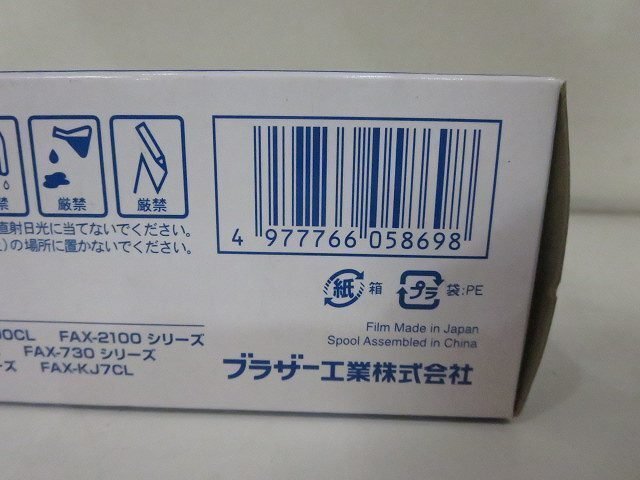 厳禁
厳禁
直射日光に当てないでください。
)の場所に置かないでください。
4 977766 058698
紙 箱 プラ 袋:PE
Film Made in Japan
Spool Assembled in China
0CL FAX-2100 シリーズ
FAX-730 シリーズ
ーズ FAX-KJ7CL
ブラザー工業株式会社